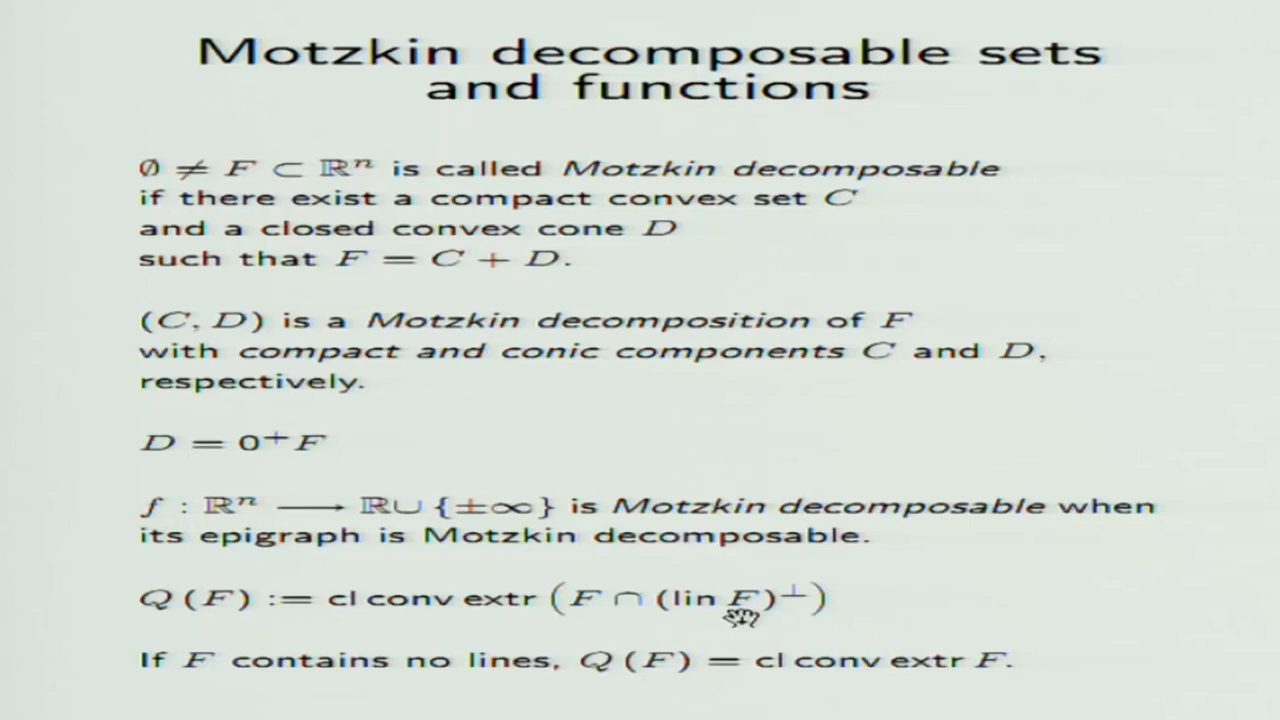 Motzkin decomposable sets
and functions
∅ ≠ F ⊂ ℝⁿ is called Motzkin decomposable
if there exist a compact convex set C
and a closed convex cone D
such that F = C + D.
(C, D) is a Motzkin decomposition of F
with compact and conic components C and D,
respectively.
D = 0⁺F
f : ℝⁿ ⟶ ℝ∪{±∞} is Motzkin decomposable when
its epigraph is Motzkin decomposable.
Q (F) := cl conv extr (F ∩ (lin F)^⊥)
If F contains no lines, Q (F) = cl conv extr F.